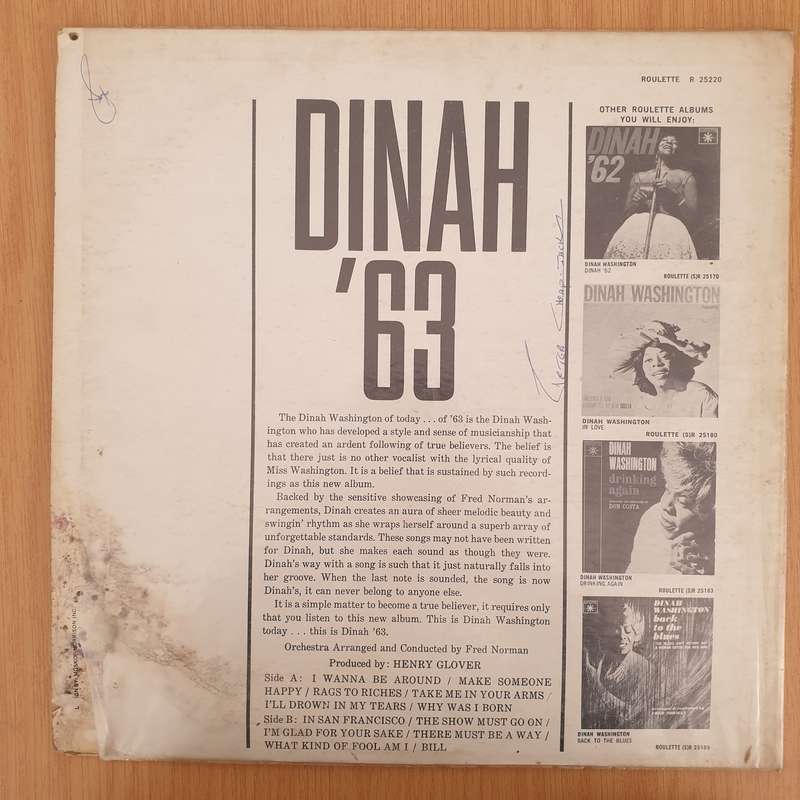 ROULETTE R 25220
DINAH
'63
The Dinah Washington of today . . . of '63 is the Dinah Wash-
ington who has developed a style and sense of musicianship that
has created an ardent following of true believers. The belief is
that there just is no other vocalist with the lyrical quality of
Miss Washington. It is a belief that is sustained by such record-
ings as this new album.
Backed by the sensitive showcasing of Fred Norman's ar-
rangements, Dinah creates an aura of sheer melodic beauty and
swingin' rhythm as she wraps herself around a superb array of
unforgettable standards. These songs may not have been written
for Dinah, but she makes each sound as though they were.
Dinah's way with a song is such that it just naturally falls into
her groove. When the last note is sounded, the song is now
Dinah's, it can never belong to anyone else.
It is a simple matter to become a true believer, it requires only
that you listen to this new album. This is Dinah Washington
today . . . this is Dinah '63.
Orchestra Arranged and Conducted by Fred Norman
Produced by: HENRY GLOVER
Side A: I WANNA BE AROUND / MAKE SOMEONE
HAPPY / RAGS TO RICHES / TAKE ME IN YOUR ARMS /
I'LL DROWN IN MY TEARS / WHY WAS I BORN
Side B: IN SAN FRANCISCO / THE SHOW MUST GO ON /
I'M GLAD FOR YOUR SAKE / THERE MUST BE A WAY /
WHAT KIND OF FOOL AM I / BILL
OTHER ROULETTE ALBUMS
YOU WILL ENJOY:
DINAH
'62
DINAH WASHINGTON
DINAH '62
ROULETTE (S)R 25170
DINAH WASHINGTON
DINAH WASHINGTON
IN LOVE
ROULETTE (S)R 25180
DINAH
WASHINGTON
drinking
again
DON COSTA
DINAH WASHINGTON
DRINKING AGAIN
ROULETTE (S)R 25183
DINAH
WASHINGTON
back
to the
blues
DINAH WASHINGTON
BACK TO THE BLUES
ROULETTE (S)R 25189